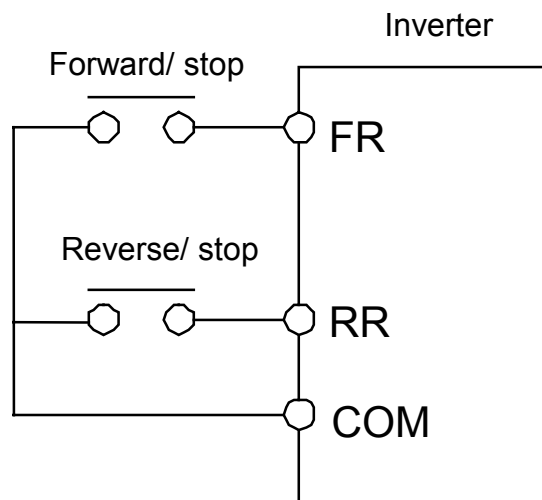 Inverter
Forward/ stop
FR
Reverse/ stop
RR
COM